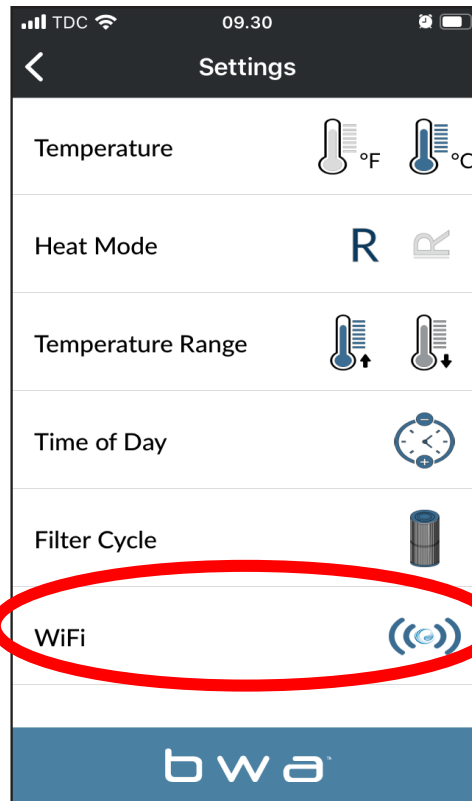 TDC 09.30
Settings
Temperature °F °C
Heat Mode R R
Temperature Range
Time of Day
Filter Cycle
WiFi
bwa